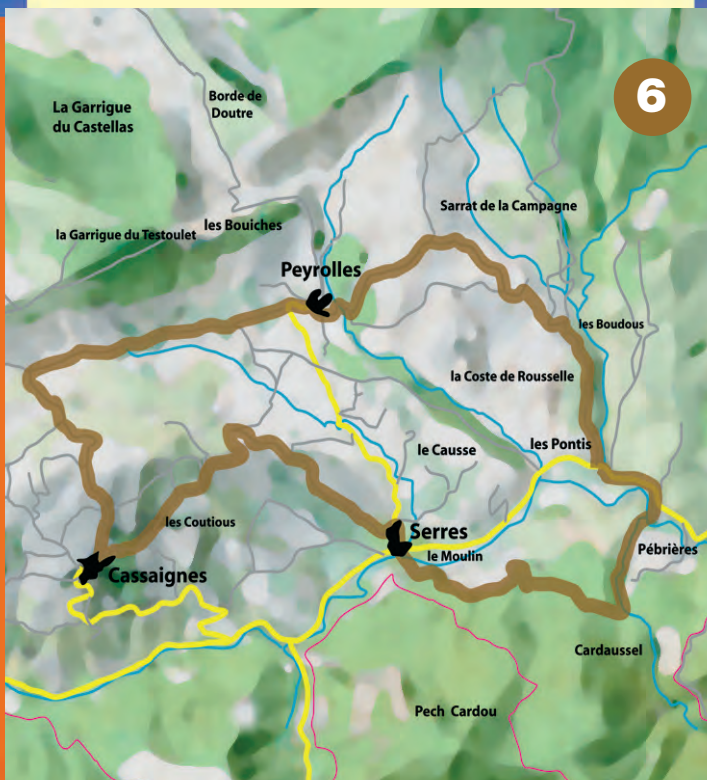 6
La Garrigue
du Castellas
Borde de
Doutre
Sarrat de la Campagne
les Bouiches
la Garrigue du Testoulet
Peyrolles
les Boudous
la Coste de Rousselle
le Causse
les Pontis
les Coutious
Serres
le Moulin
Pébrières
Cassaignes
Cardaussel
Pech Cardou